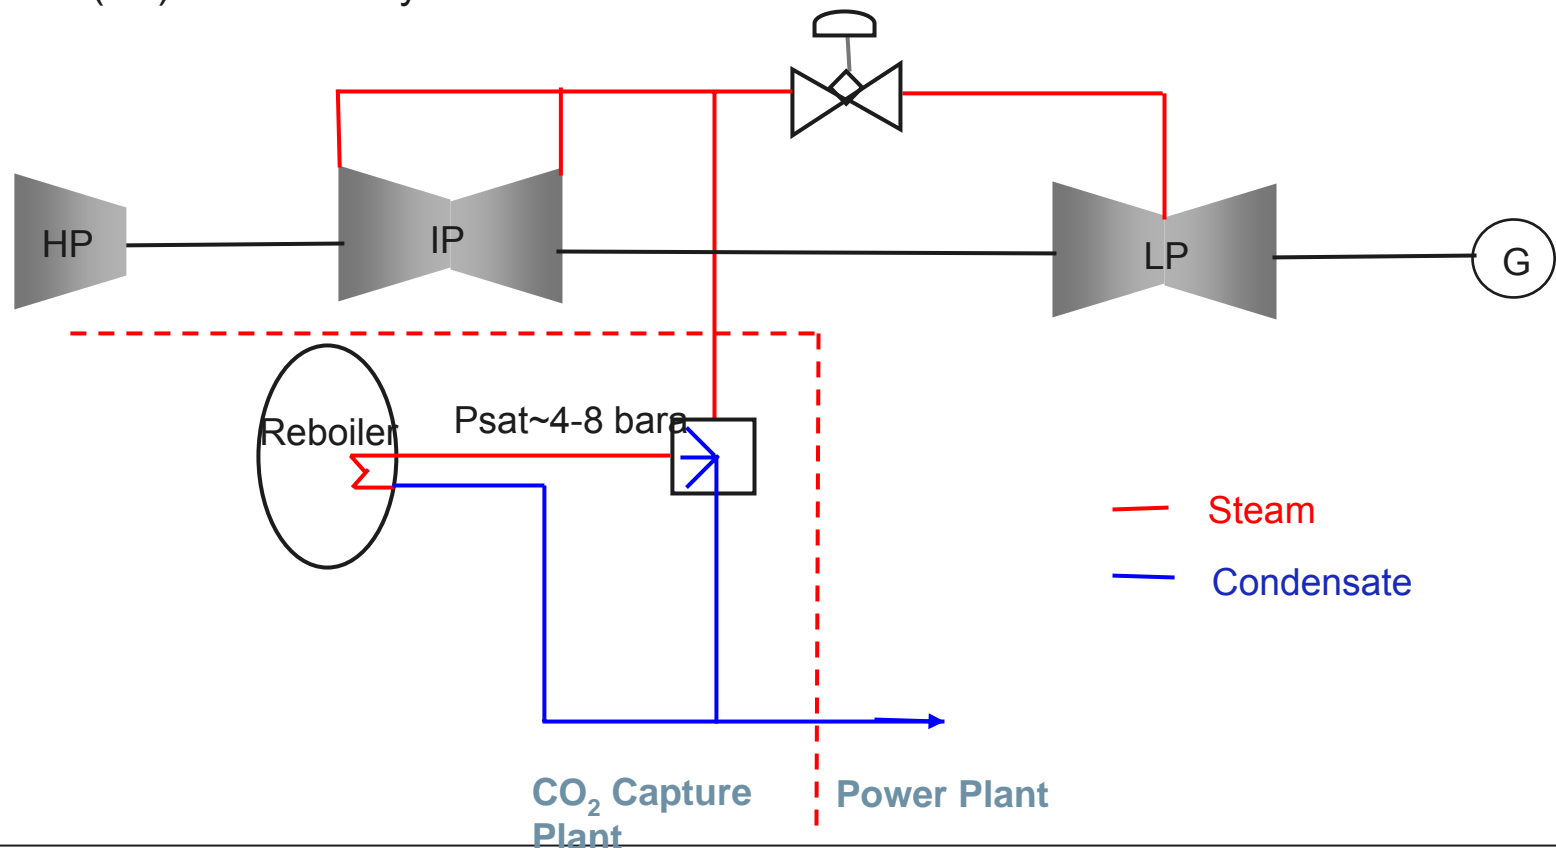 HP
IP
LP
G
Reboiler
Psat~4-8 bara
Steam
Condensate
CO₂ Capture
Plant
Power Plant